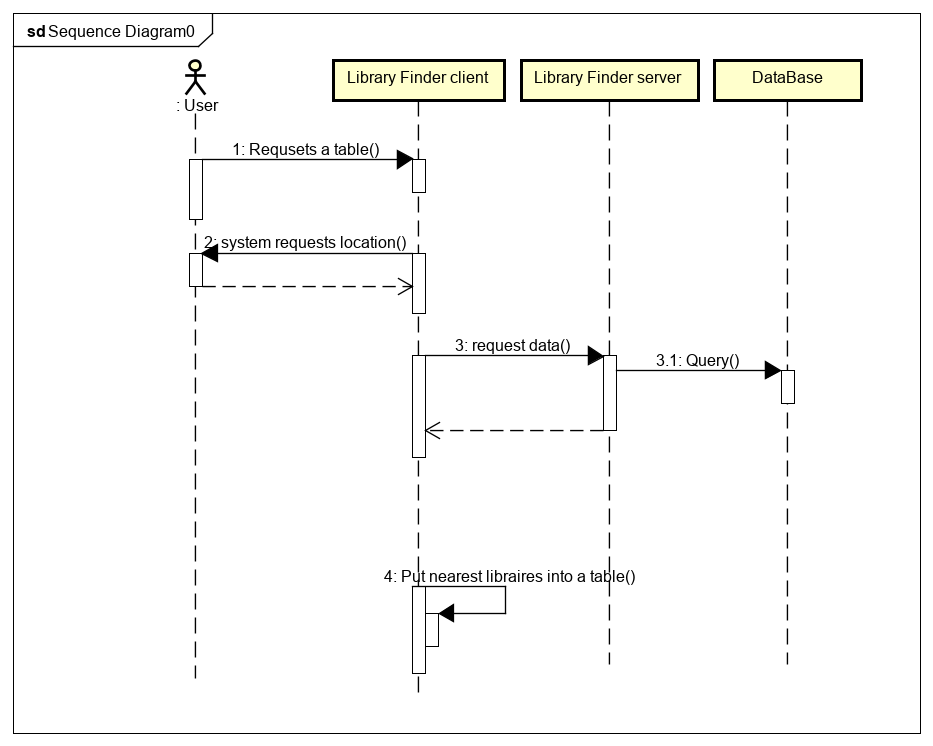 sd Sequence Diagram0
: User
Library Finder client
Library Finder server
DataBase
1: Requsets a table()
2: system requests location()
3: request data()
3.1: Query()
4: Put nearest libraires into a table()